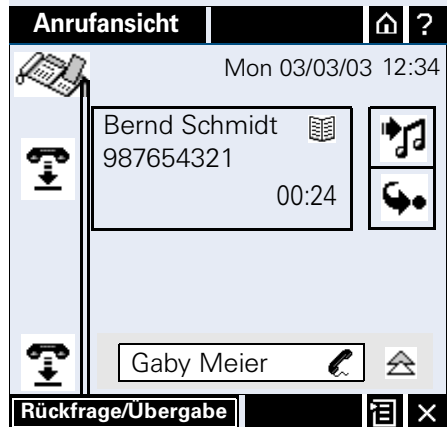 Anrufansicht ?
Mon 03/03/03 12:34
Bernd Schmidt
987654321
00:24
Gaby Meier
Rückfrage/Übergabe